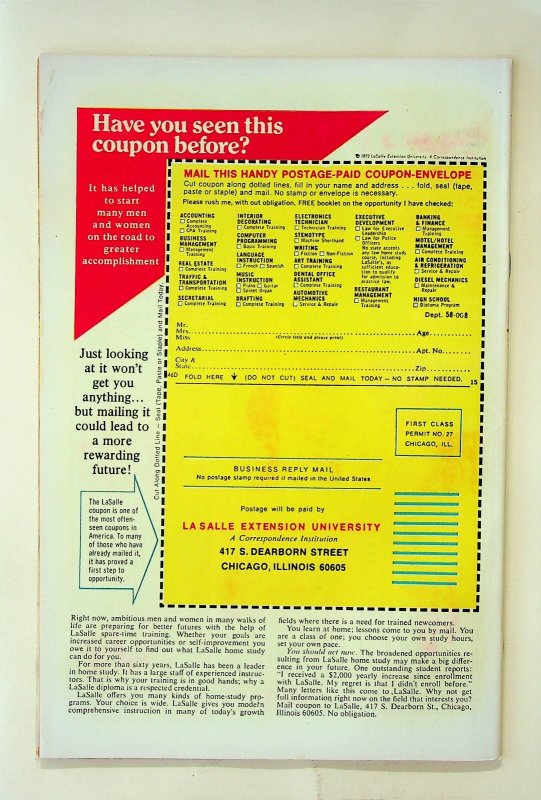 Have you seen this
coupon before?
© 1973 LaSalle Extension University. A Correspondence Institution
It has helped
to start
many men
and women
on the road to
greater
accomplishment
MAIL THIS HANDY POSTAGE-PAID COUPON-ENVELOPE
Cut coupon along dotted lines, fill in your name and address . . . fold, seal (tape,
paste or staple) and mail. No stamp or envelope is necessary.
Please rush me, with out obligation, FREE booklet on the opportunity I have checked:
ACCOUNTING
Complete
Accounting
CPA Training
BUSINESS
MANAGEMENT
Management
Training
REAL ESTATE
Complete Training
TRAFFIC &
TRANSPORTATION
Complete Training
SECRETARIAL
Complete Training
INTERIOR
DECORATING
Complete Training
COMPUTER
PROGRAMMING
Basic Training
LANGUAGE
INSTRUCTION
French Spanish
MUSIC
INSTRUCTION
Piano Guitar
Spinet Organ
DRAFTING
Complete Training
ELECTRONICS
TECHNICIAN
Technician Training
STENOTYPE
Machine Shorthand
WRITING
Fiction Non-Fiction
ART TRAINING
Complete Training
DENTAL OFFICE
ASSISTANT
Complete Training
AUTOMOTIVE
MECHANICS
Service & Repair
EXECUTIVE
DEVELOPMENT
Law for Executive
Leadership
Law for Police
Officers
No state accepts
any law home study
course, including
LaSalle's, as
sufficient educa-
tion to qualify
for admission to
practice law.
RESTAURANT
MANAGEMENT
Management
Training
BANKING
& FINANCE
Management
Training
MOTEL/HOTEL
MANAGEMENT
Complete Training
AIR CONDITIONING
& REFRIGERATION
Service & Repair
DIESEL MECHANICS
Maintenance &
Repair
HIGH SCHOOL
Diploma Program
Dept. 58-068
Mr.
Mrs. Age
Miss (Circle title and please print)
Address Apt. No.
City &
State Zip
46D FOLD HERE (DO NOT CUT) SEAL AND MAIL TODAY — NO STAMP NEEDED. 15
Cut Along Dotted Line — Seal (Tape, Paste or Staple) and Mail Today.
Just looking
at it won't
get you
anything...
but mailing it
could lead to
a more
rewarding
future!
The LaSalle
coupon is one of
the most often-
seen coupons in
America. To many
of those who have
already mailed it,
it has proved a
first step to
opportunity.
FIRST CLASS
PERMIT NO. 27
CHICAGO, ILL.
BUSINESS REPLY MAIL
No postage stamp required if mailed in the United States
Postage will be paid by
LA SALLE EXTENSION UNIVERSITY
A Correspondence Institution
417 S. DEARBORN STREET
CHICAGO, ILLINOIS 60605
Right now, ambitious men and women in many walks of
life are preparing for better futures with the help of
LaSalle spare-time training. Whether your goals are
increased career opportunities or self-improvement you
owe it to yourself to find out what LaSalle home study
can do for you.
For more than sixty years, LaSalle has been a leader
in home study. It has a large staff of experienced instruc-
tors. That is why your training is in good hands; why a
LaSalle diploma is a respected credential.
LaSalle offers you many kinds of home-study pro-
grams. Your choice is wide. LaSalle gives you modern
comprehensive instruction in many of today's growth
fields where there is a need for trained newcomers.
You learn at home; lessons come to you by mail. You
are a class of one; you choose your own study hours,
set your own pace.
You should act now. The broadened opportunities re-
sulting from LaSalle home study may make a big differ-
ence in your future. One outstanding student reports:
"I received a $2,000 yearly increase since enrollment
with LaSalle. My regret is that I didn't enroll before."
Many letters like this come to LaSalle. Why not get
full information right now on the field that interests you?
Mail coupon to LaSalle, 417 S. Dearborn St., Chicago,
Illinois 60605. No obligation.